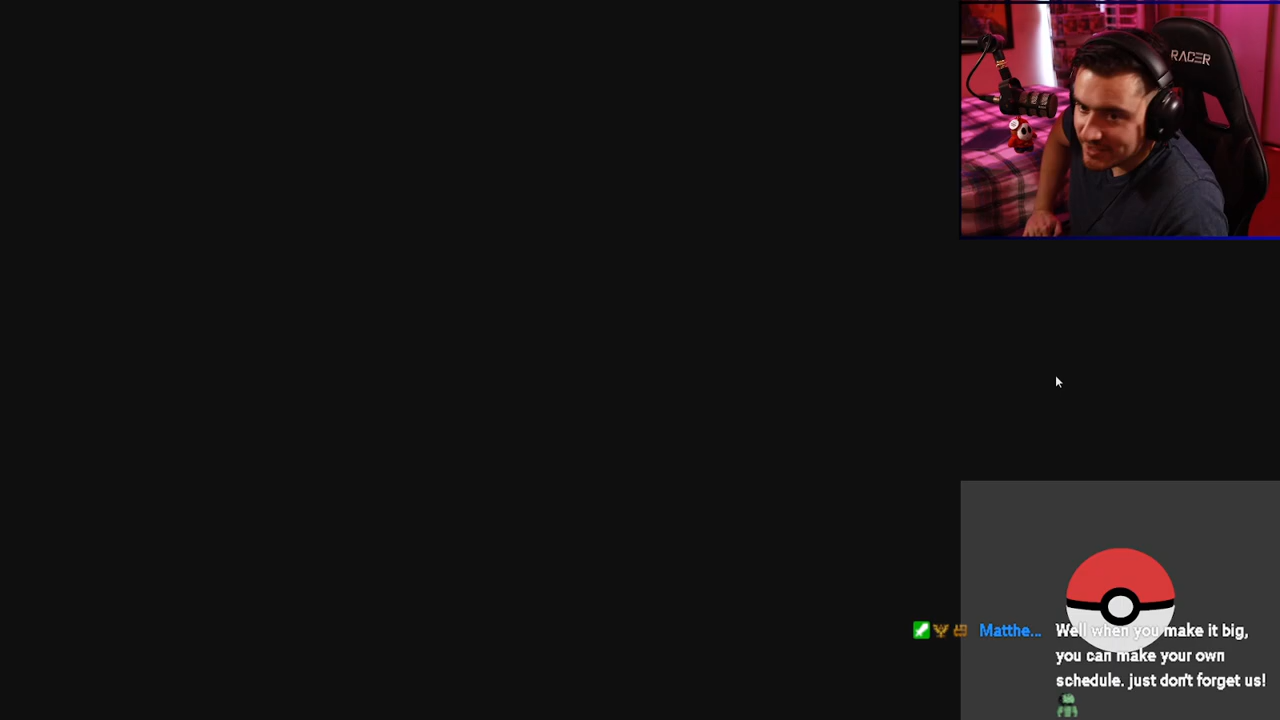 RACER
Matthe... Well when you make it big,
you can make your own
schedule. just don't forget us!